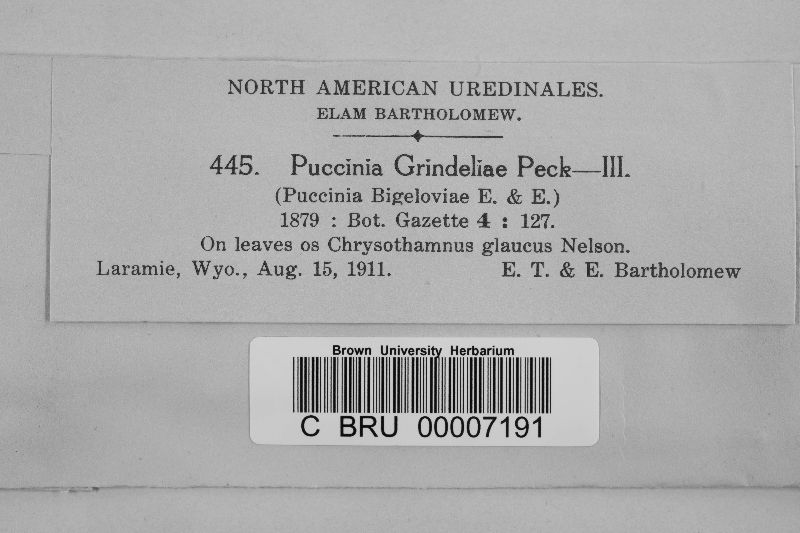 NORTH AMERICAN UREDINALES.
ELAM BARTHOLOMEW.
445. Puccinia Grindeliae Peck—III.
(Puccinia Bigeloviae E. & E.)
1879 : Bot. Gazette 4 : 127.
On leaves os Chrysothamnus glaucus Nelson.
Laramie, Wyo., Aug. 15, 1911. E. T. & E. Bartholomew
Brown University Herbarium
C BRU 00007191